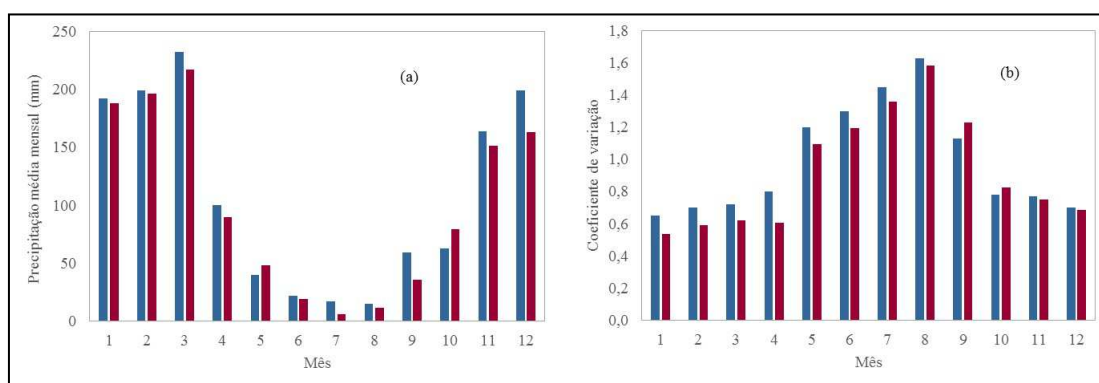 250
200
150
100
50
0
Precipitação média mensal (mm)
(a)
1 2 3 4 5 6 7 8 9 10 11 12
Mês
1,8
1,6
1,4
1,2
1,0
0,8
0,6
0,4
0,2
0,0
Coeficiente de variação
(b)
1 2 3 4 5 6 7 8 9 10 11 12
Mês